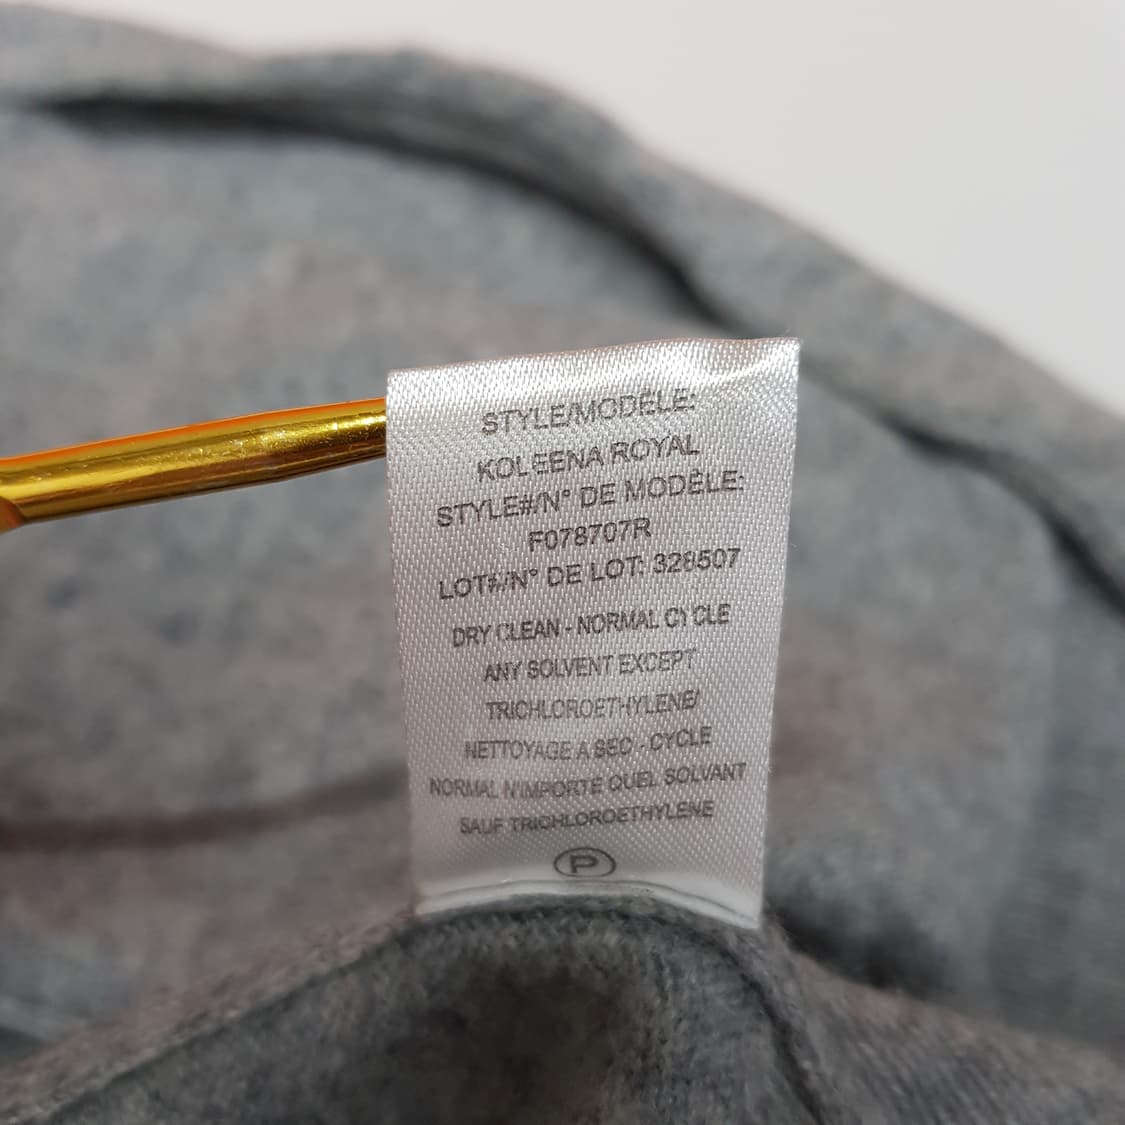 STYLE/MODÈLE:
KOLEENA ROYAL
STYLE#/N° DE MODÈLE:
F078707R
LOT#/N° DE LOT: 328507
DRY CLEAN - NORMAL CYCLE
ANY SOLVENT EXCEPT
TRICHLOROETHYLENE/
NETTOYAGE A SEC - CYCLE
NORMAL N'IMPORTE QUEL SOLVANT
SAUF TRICHLOROETHYLENE
P